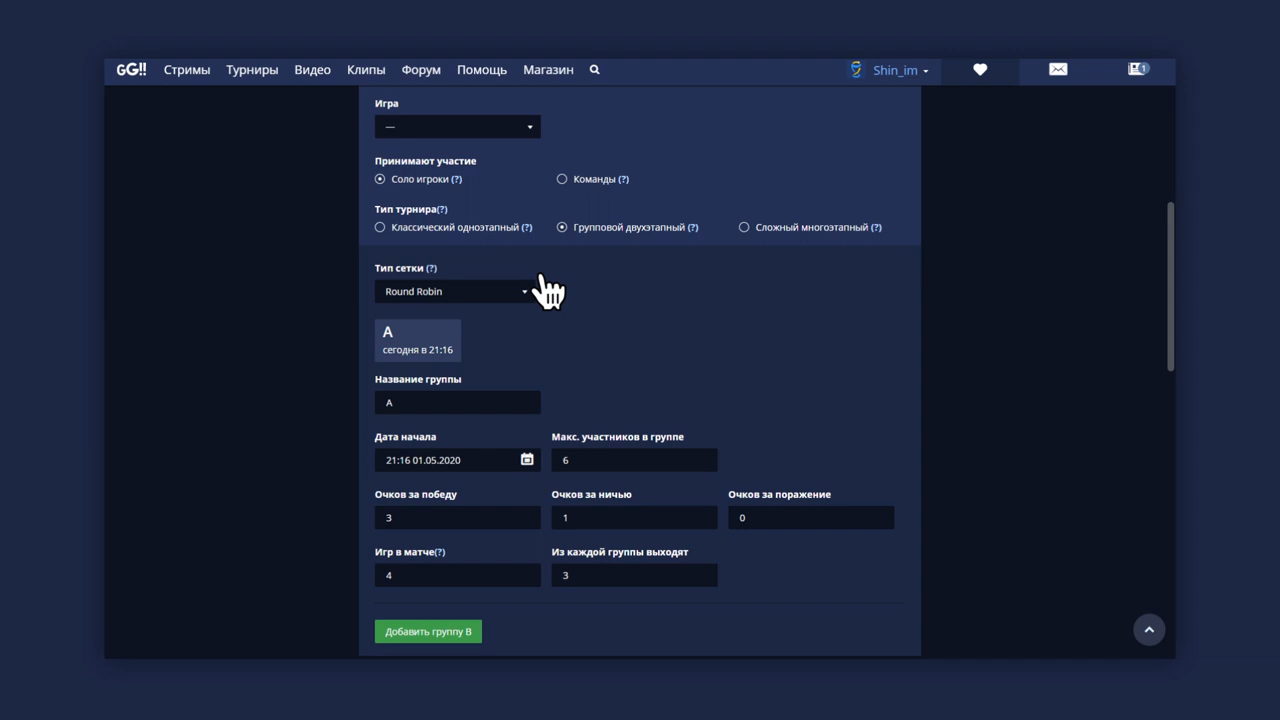 GG!! Стримы Турниры Видео Клипы Форум Помощь Магазин Shin_im 1
Игра
—
Принимают участие
Соло игроки (?) Команды (?)
Тип турнира(?)
Классический одноэтапный (?) Групповой двухэтапный (?) Сложный многоэтапный (?)
Тип сетки (?)
Round Robin
A
сегодня в 21:16
Название группы
A
Дата начала Макс. участников в группе
21:16 01.05.2020 6
Очков за победу Очков за ничью Очков за поражение
3 1 0
Игр в матче(?) Из каждой группы выходят
4 3
Добавить группу B